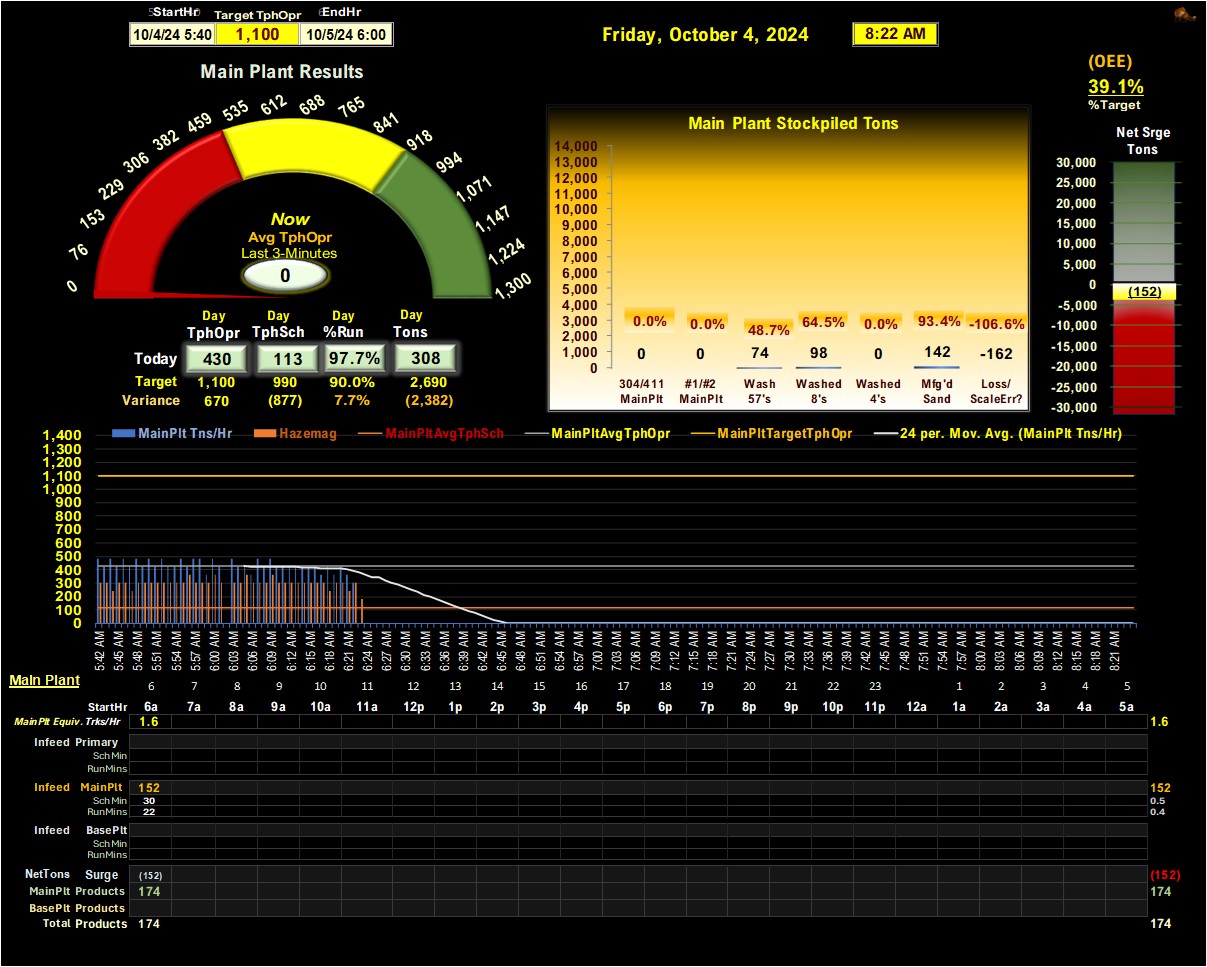 StartHr Target TphOpr EndHr
10/4/24 5:40 1,100 10/5/24 6:00
Friday, October 4, 2024 8:22 AM
(OEE)
39.1%
%Target
Main Plant Results
0 76 153 229 306 382 459 535 612 688 765 841 918 994 1,071 1,147 1,224 1,300
Now
Avg TphOpr
Last 3-Minutes
0
Day Day Day Day
TphOpr TphSch %Run Tons
Today 430 113 97.7% 308
Target 1,100 990 90.0% 2,690
Variance 670 (877) 7.7% (2,382)
Main Plant Stockpiled Tons
14,000
13,000
12,000
11,000
10,000
9,000
8,000
7,000
6,000
5,000
4,000
3,000
2,000
1,000
0
0.0% 0.0% 48.7% 64.5% 0.0% 93.4% -106.6%
0 0 74 98 0 142 -162
304/411 #1/#2 Wash Washed Washed Mfg'd Loss/
MainPlt MainPlt 57's 8's 4's Sand ScaleErr?
Net Srge
Tons
30,000
25,000
20,000
15,000
10,000
5,000
0
(152)
-5,000
-10,000
-15,000
-20,000
-25,000
-30,000
MainPlt Tns/Hr Hazemag MainPltAvgTphSch MainPltAvgTphOpr MainPltTargetTphOpr 24 per. Mov. Avg. (MainPlt Tns/Hr)
1,400
1,300
1,200
1,100
1,000
900
800
700
600
500
400
300
200
100
0
5:42 AM 5:45 AM 5:48 AM 5:51 AM 5:54 AM 5:57 AM 6:00 AM 6:03 AM 6:06 AM 6:09 AM 6:12 AM 6:15 AM 6:18 AM 6:21 AM 6:24 AM 6:27 AM 6:30 AM 6:33 AM 6:36 AM 6:39 AM 6:42 AM 6:45 AM 6:48 AM 6:51 AM 6:54 AM 6:57 AM 7:00 AM 7:03 AM 7:06 AM 7:09 AM 7:12 AM 7:15 AM 7:18 AM 7:21 AM 7:24 AM 7:27 AM 7:30 AM 7:33 AM 7:36 AM 7:39 AM 7:42 AM 7:45 AM 7:48 AM 7:51 AM 7:54 AM 7:57 AM 8:00 AM 8:03 AM 8:06 AM 8:09 AM 8:12 AM 8:15 AM 8:18 AM 8:21 AM
Main Plant
6 7 8 9 10 11 12 13 14 15 16 17 18 19 20 21 22 23 1 2 3 4 5
StartHr 6a 7a 8a 9a 10a 11a 12p 1p 2p 3p 4p 5p 6p 7p 8p 9p 10p 11p 12a 1a 2a 3a 4a 5a
MainPlt Equiv. Trks/Hr 1.6 1.6
Infeed Primary
Sch Min
RunMins
Infeed MainPlt 152 152
Sch Min 30 0.5
RunMins 22 0.4
Infeed BasePlt
Sch Min
RunMins
NetTons Surge (152) (152)
MainPlt Products 174 174
BasePlt Products
Total Products 174 174